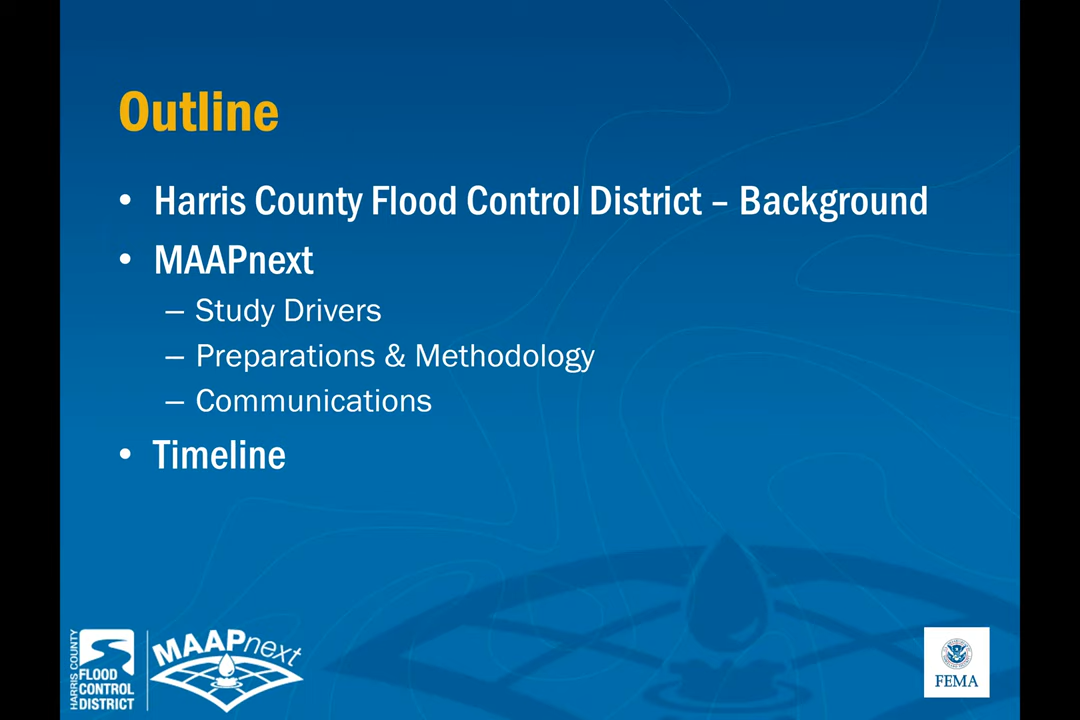 Outline
• Harris County Flood Control District – Background
• MAAPnext
– Study Drivers
– Preparations & Methodology
– Communications
• Timeline
HARRIS COUNTY
FLOOD
CONTROL
DISTRICT
MAAPnext
FEMA